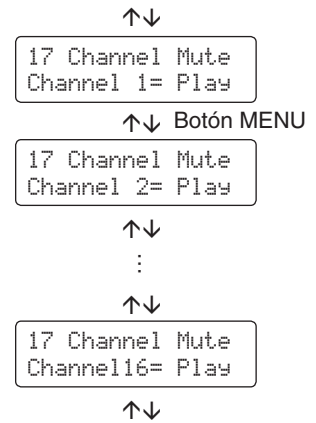 ↑↓
17 Channel Mute
Channel 1= Play
↑↓ Botón MENU
17 Channel Mute
Channel 2= Play
↑↓
⋮
↑↓
17 Channel Mute
Channel16= Play
↑↓